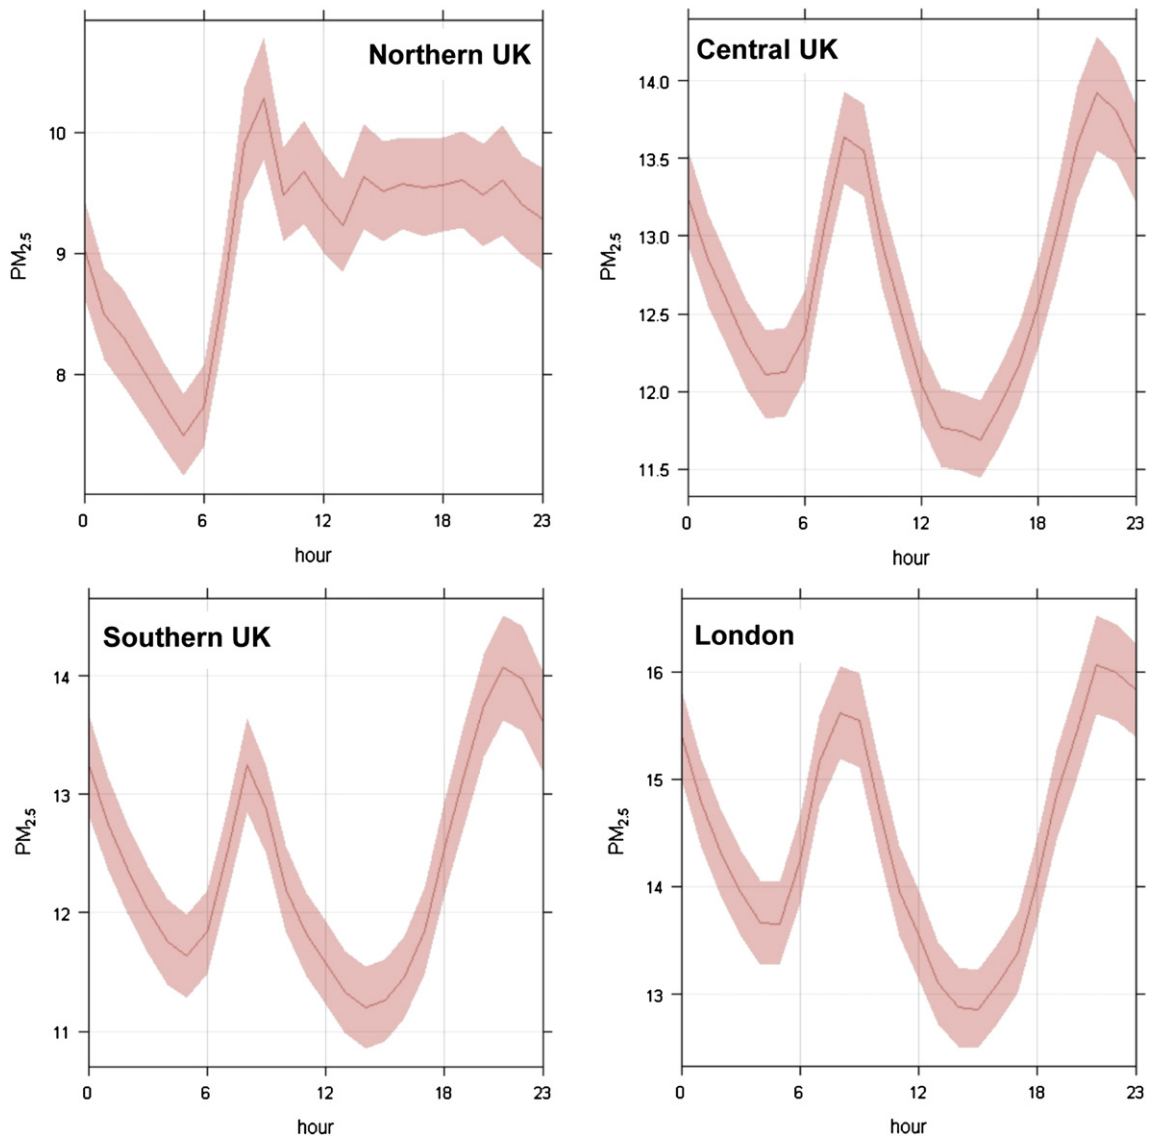 Northern UK
10
9
8
PM2.5
0 6 12 18 23
hour
Central UK
14.0
13.5
13.0
12.5
12.0
11.5
PM2.5
0 6 12 18 23
hour
Southern UK
14
13
12
11
PM2.5
0 6 12 18 23
hour
London
16
15
14
13
PM2.5
0 6 12 18 23
hour